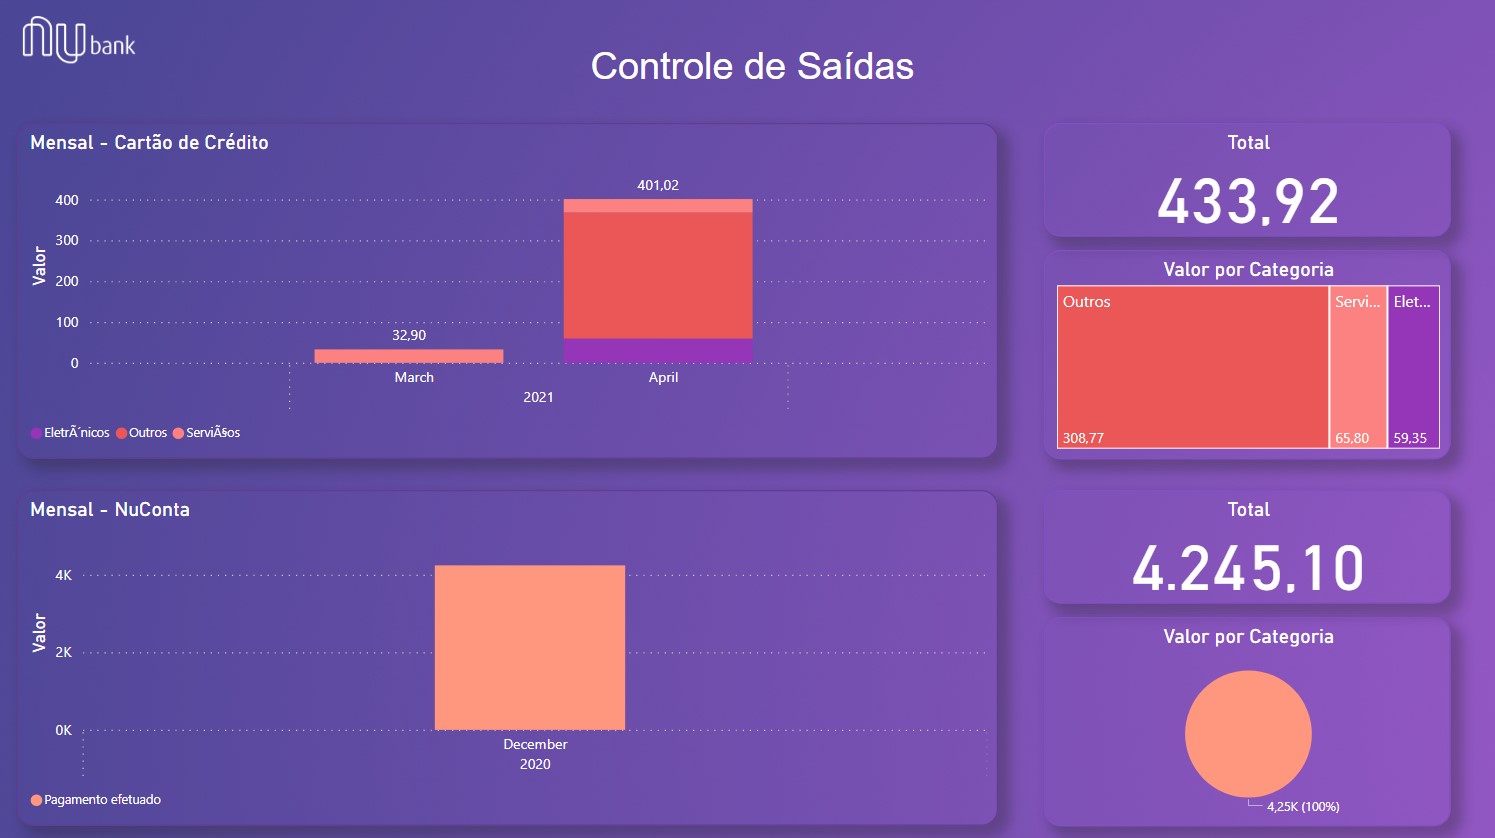 nu bank
Controle de Saídas
Mensal - Cartão de Crédito
Valor
400
300
200
100
0
401,02
32,90
March
April
2021
EletrÃ´nicos Outros ServiÃ§os
Total
433,92
Valor por Categoria
Outros
Servi...
Elet...
308,77
65,80
59,35
Mensal - NuConta
Valor
4K
2K
0K
December
2020
Pagamento efetuado
Total
4.245,10
Valor por Categoria
4,25K (100%)